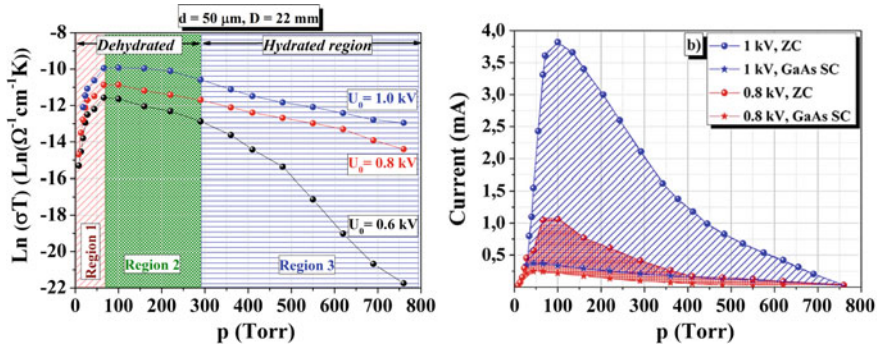 d = 50 μm, D = 22 mm
-8
-10
-12
-14
-16
-18
-20
-22
Ln (σT) (Ln(Ω⁻¹cm⁻¹K))
Dehydrated
Hydrated region
U₀= 1.0 kV
U₀= 0.8 kV
U₀= 0.6 kV
Region 1
Region 2
Region 3
0 100 200 300 400 500 600 700 800
p (Torr)
b)
1 kV, ZC
1 kV, GaAs SC
0.8 kV, ZC
0.8 kV, GaAs SC
4,0
3,5
3,0
2,5
2,0
1,5
1,0
0,5
Current (mA)
0 100 200 300 400 500 600 700 800
p (Torr)